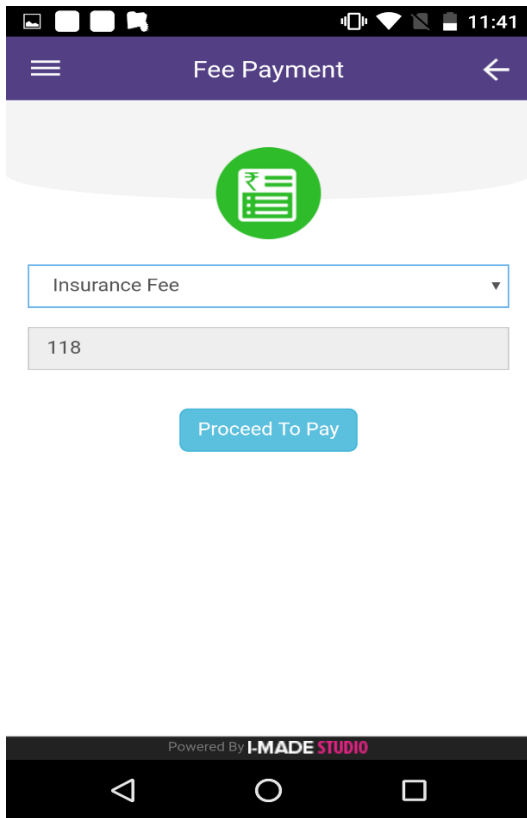 11:41
Fee Payment
₹
Insurance Fee
118
Proceed To Pay
Powered By I-MADE STUDIO